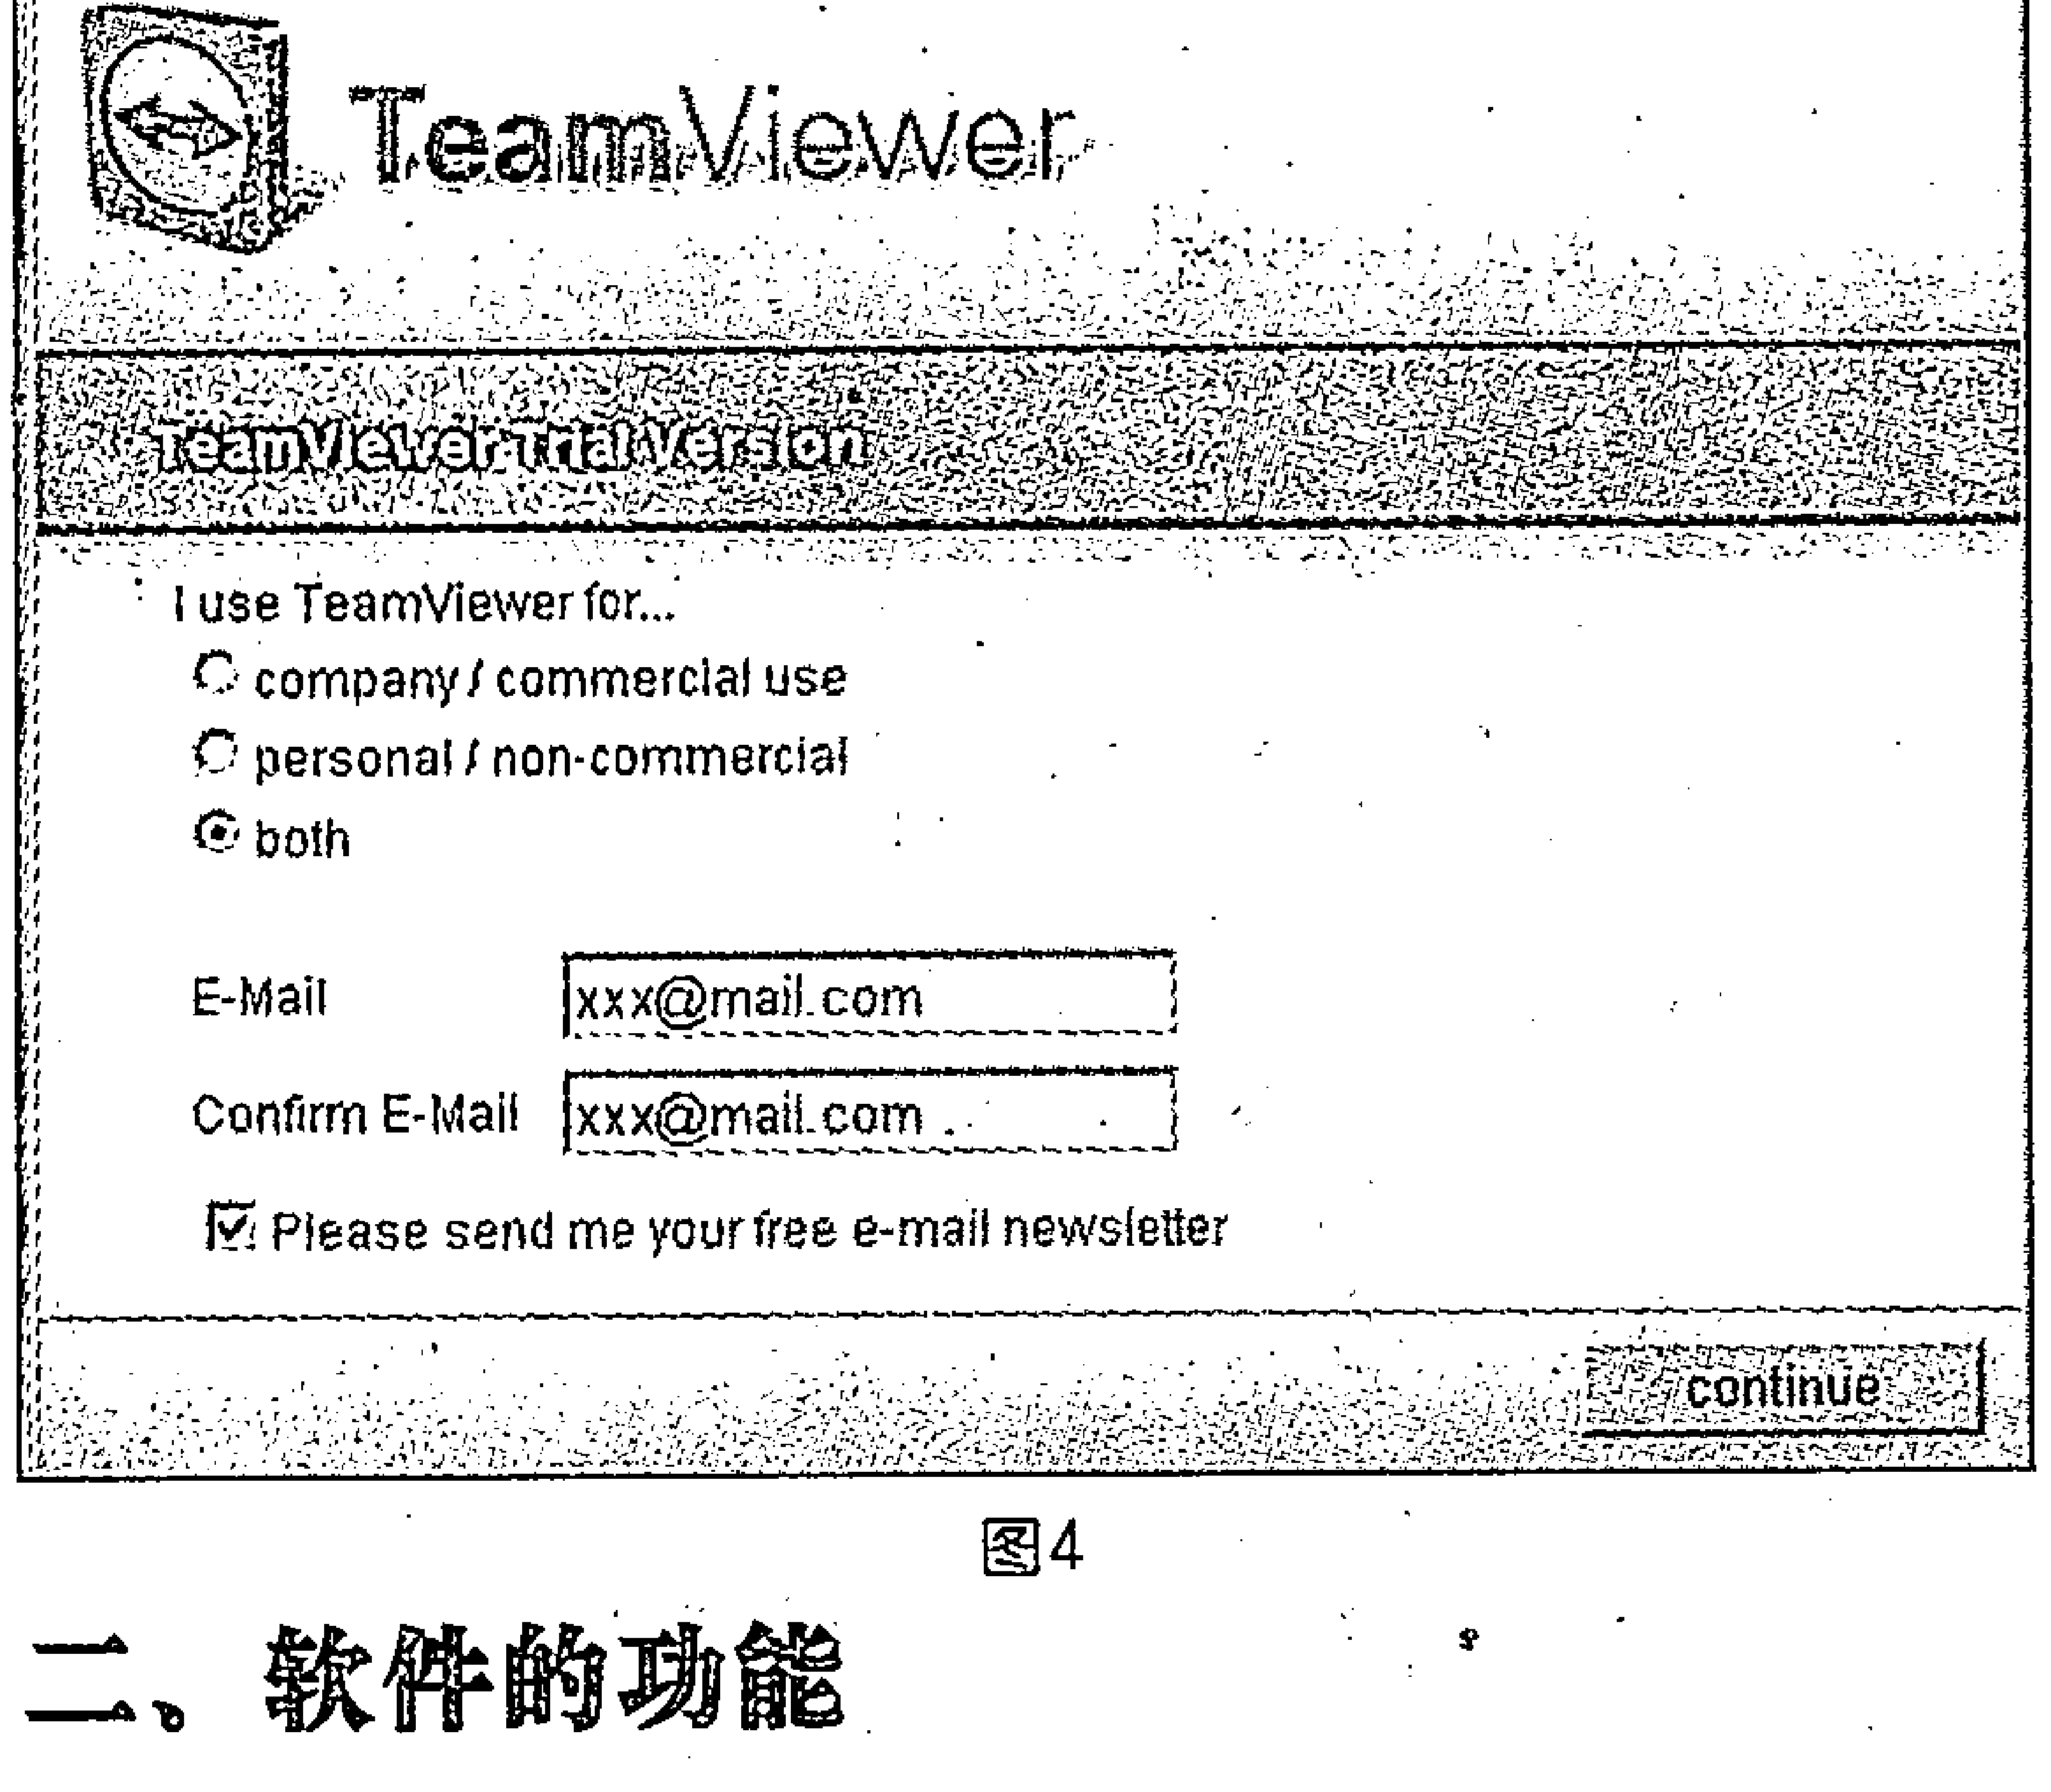 TeamViewer
TeamViewer Trial Version
I use TeamViewer for...
company / commercial use
personal / non-commercial
both
E-Mail xxx@mail.com
Confirm E-Mail xxx@mail.com
Please send me your free e-mail newsletter
continue
图4
二、软件的功能